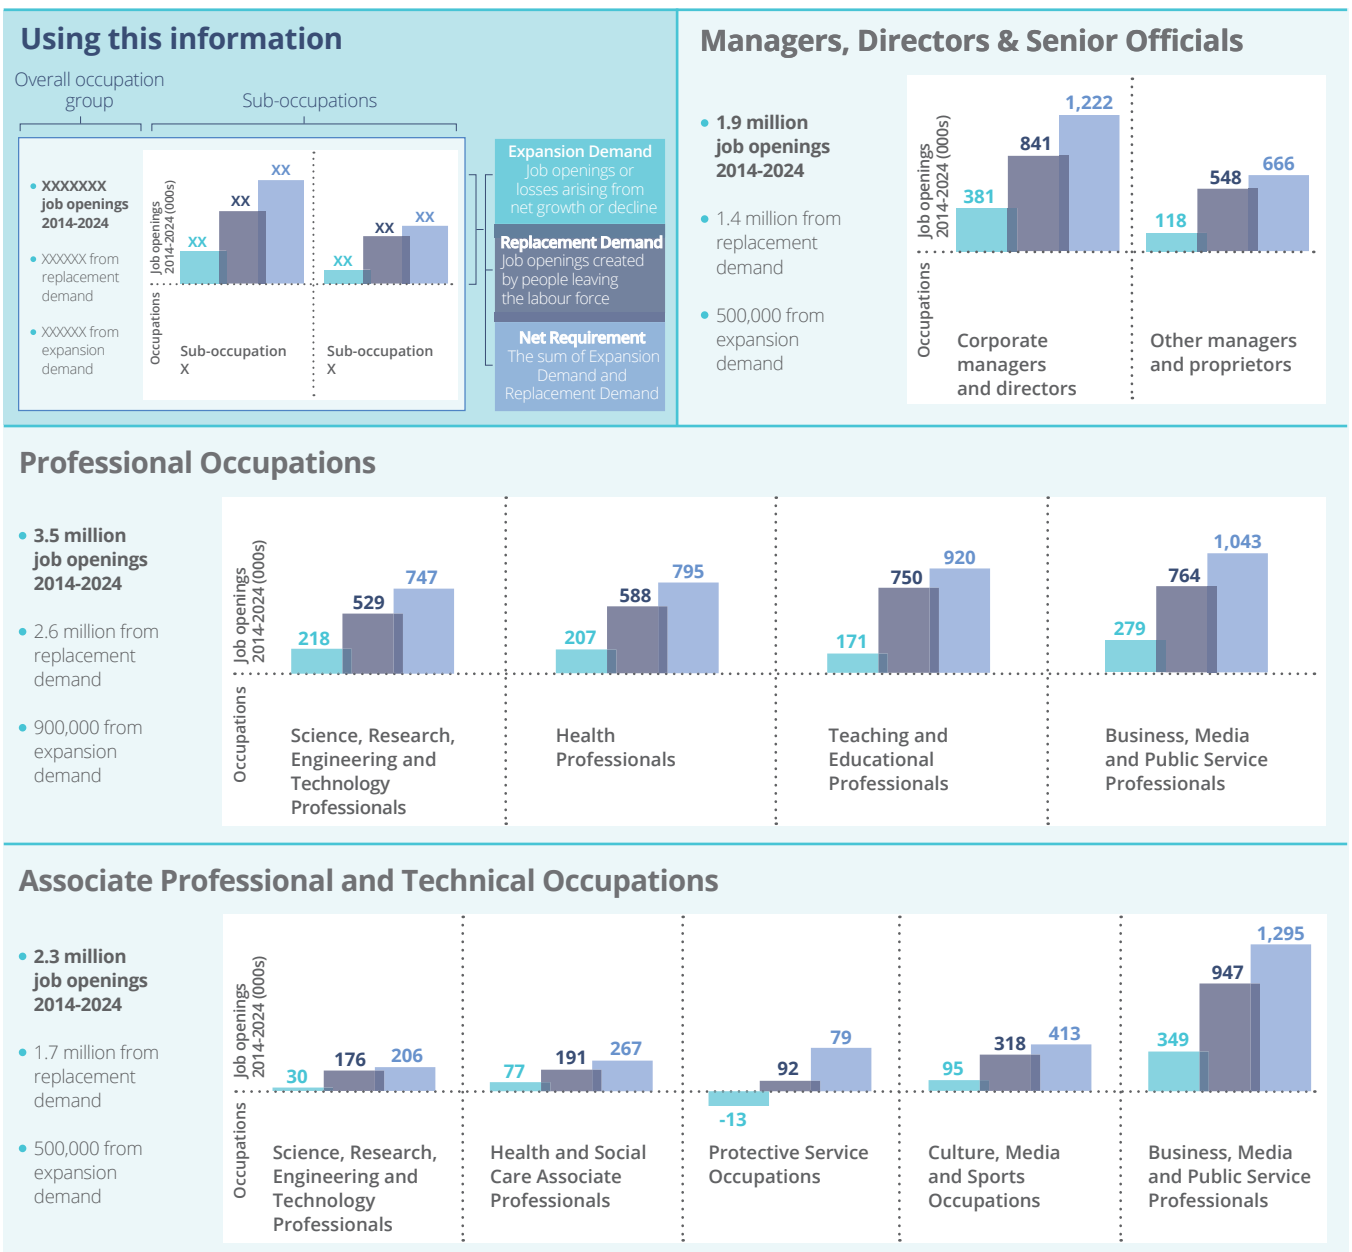 Using this information
Overall occupation
group
Sub-occupations
XXXXXXX
job openings
2014-2024
XXXXXX from
replacement
demand
XXXXXX from
expansion
demand
Job openings
2014-2024 (000s)
Occupations
XX
XX
XX
XX
XX
XX
Sub-occupation
X
Sub-occupation
X
Expansion Demand
Job openings or
losses arising from
net growth or decline
Replacement Demand
Job openings created
by people leaving
the labour force
Net Requirement
The sum of Expansion
Demand and
Replacement Demand
Managers, Directors & Senior Officials
1.9 million
job openings
2014-2024
1.4 million from
replacement
demand
500,000 from
expansion
demand
Job openings
2014-2024 (000s)
Occupations
381
841
1,222
118
548
666
Corporate
managers
and directors
Other managers
and proprietors
Professional Occupations
3.5 million
job openings
2014-2024
2.6 million from
replacement
demand
900,000 from
expansion
demand
Job openings
2014-2024 (000s)
Occupations
218
529
747
207
588
795
171
750
920
279
764
1,043
Science, Research,
Engineering and
Technology
Professionals
Health
Professionals
Teaching and
Educational
Professionals
Business, Media
and Public Service
Professionals
Associate Professional and Technical Occupations
2.3 million
job openings
2014-2024
1.7 million from
replacement
demand
500,000 from
expansion
demand
Job openings
2014-2024 (000s)
Occupations
30
176
206
77
191
267
-13
92
79
95
318
413
349
947
1,295
Science, Research,
Engineering and
Technology
Professionals
Health and Social
Care Associate
Professionals
Protective Service
Occupations
Culture, Media
and Sports
Occupations
Business, Media
and Public Service
Professionals